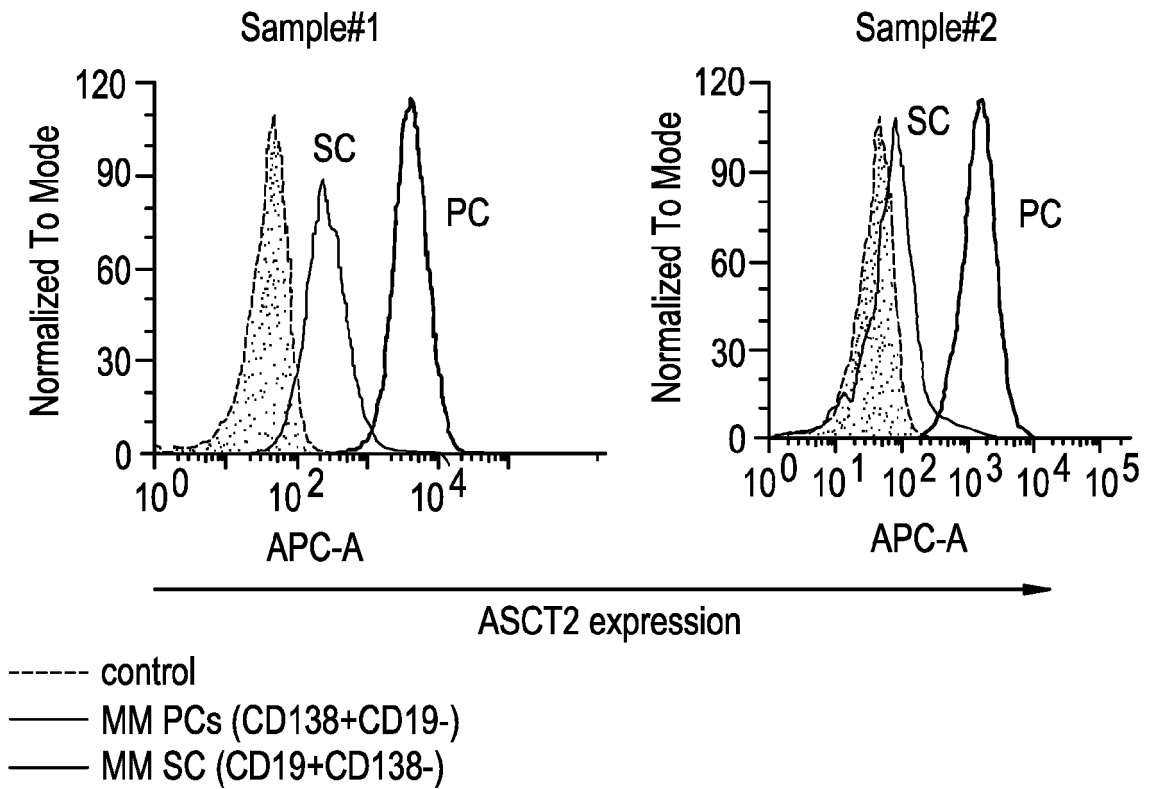 Sample#1
Sample#2
Normalized To Mode
120
90
60
30
0
SC
PC
10^0
10^2
10^4
APC-A
Normalized To Mode
120
90
60
30
0
SC
PC
10^0
10^1
10^2
10^3
10^4
10^5
APC-A
ASCT2 expression
control
MM PCs (CD138+CD19-)
MM SC (CD19+CD138-)